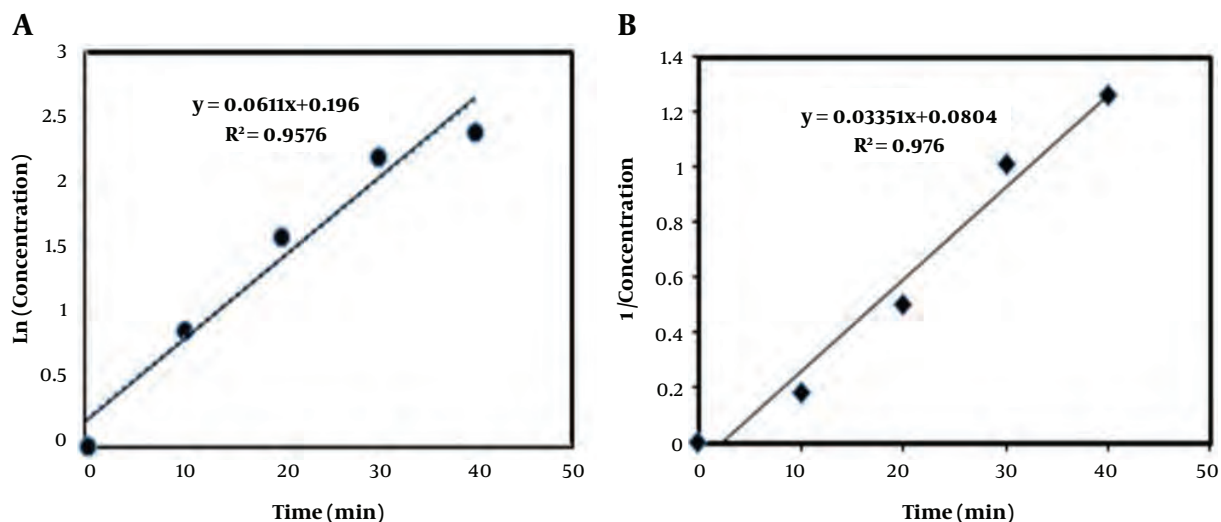 A
3
2.5
2
1.5
1
0.5
0
y = 0.0611x+0.196
R² = 0.9576
Ln (Concentration)
0 10 20 30 40 50
Time (min)
B
1.4
1.2
1
0.8
0.6
0.4
0.2
0
y = 0.03351x+0.0804
R² = 0.976
1/Concentration
0 10 20 30 40 50
Time (min)